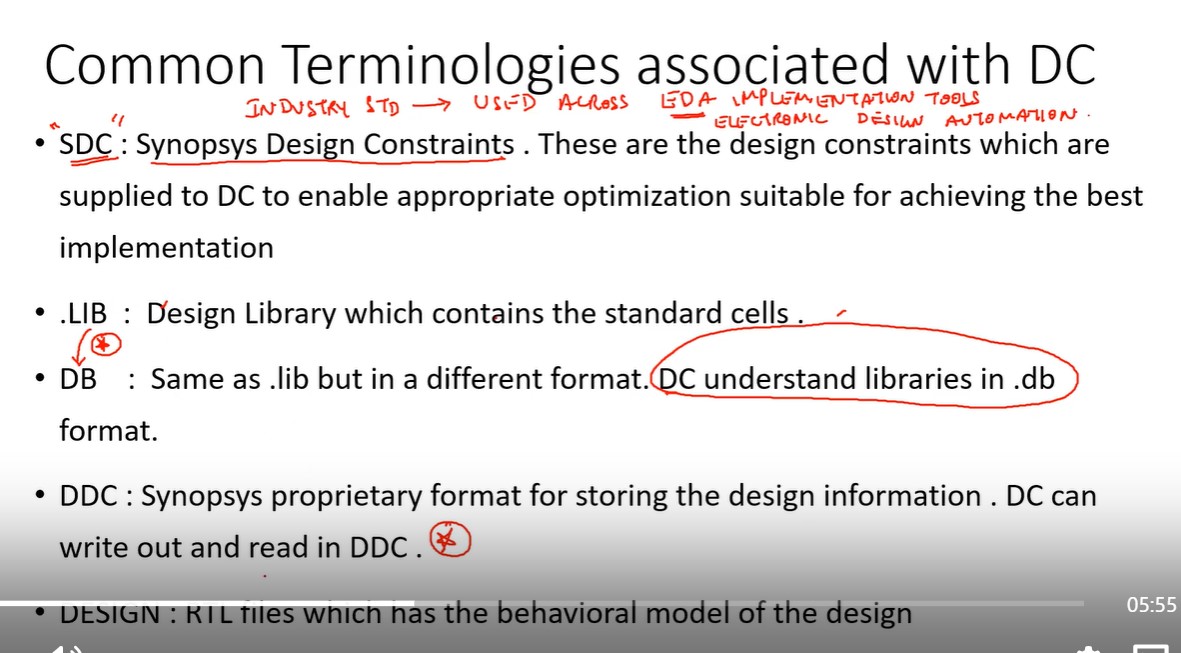 Common Terminologies associated with DC
INDUSTRY STD → USED ACROSS EDA IMPLEMENTATION TOOLS
ELECTRONIC DESIGN AUTOMATION.
• "SDC" : Synopsys Design Constraints . These are the design constraints which are
supplied to DC to enable appropriate optimization suitable for achieving the best
implementation
• .LIB : Design Library which contains the standard cells .
• DB : Same as .lib but in a different format. DC understand libraries in .db
format.
• DDC : Synopsys proprietary format for storing the design information . DC can
write out and read in DDC .
• DESIGN : RTL files which has the behavioral model of the design
05:55